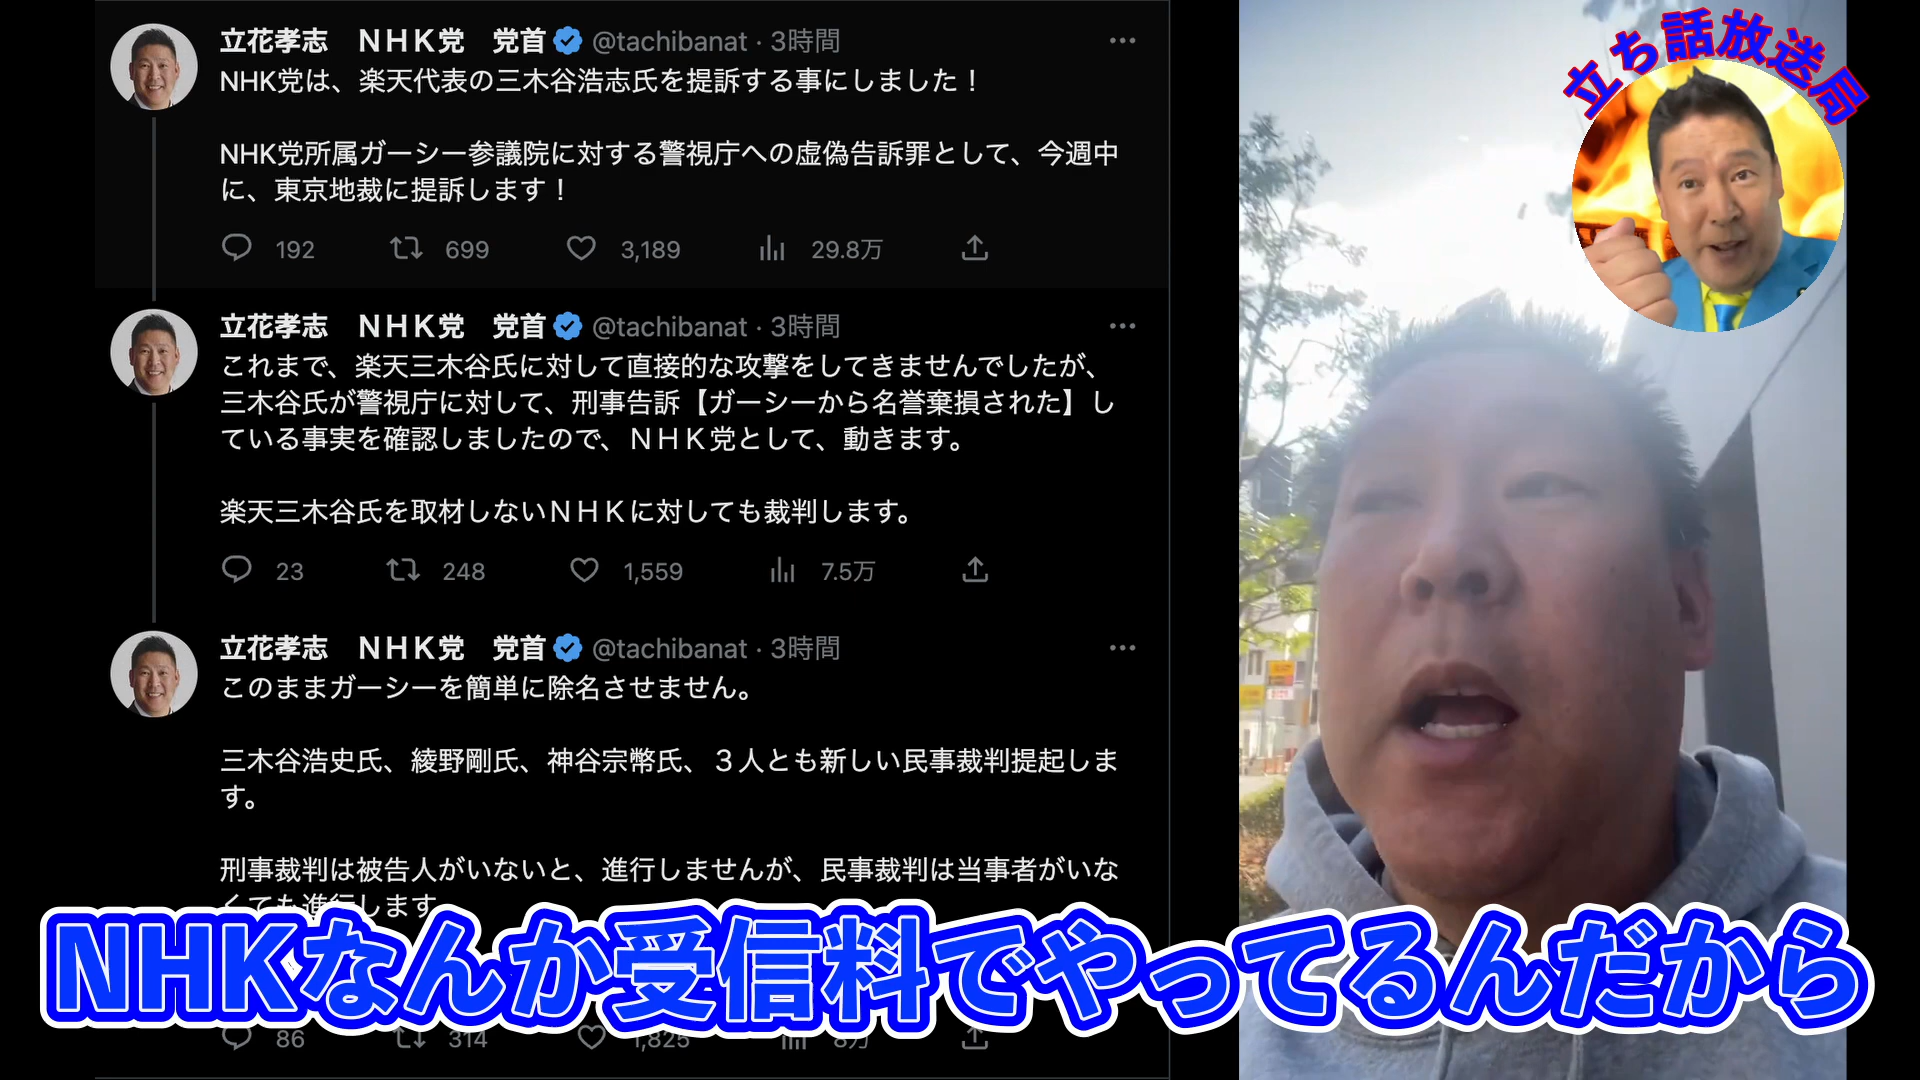 立花孝志　ＮＨＫ党　党首 @tachibanat · 3時間
NHK党は、楽天代表の三木谷浩志氏を提訴する事にしました！
NHK党所属ガーシー参議院に対する警視庁への虚偽告訴罪として、今週中
に、東京地裁に提訴します！
192 699 3,189 29.8万
立花孝志　ＮＨＫ党　党首 @tachibanat · 3時間
これまで、楽天三木谷氏に対して直接的な攻撃をしてきませんでしたが、
三木谷氏が警視庁に対して、刑事告訴【ガーシーから名誉棄損された】し
ている事実を確認しましたので、ＮＨＫ党として、動きます。
楽天三木谷氏を取材しないＮＨＫに対しても裁判します。
23 248 1,559 7.5万
立花孝志　ＮＨＫ党　党首 @tachibanat · 3時間
このままガーシーを簡単に除名させません。
三木谷浩史氏、綾野剛氏、神谷宗幣氏、３人とも新しい民事裁判提起しま
す。
刑事裁判は被告人がいないと、進行しませんが、民事裁判は当事者がいな
くても進行します
86 314 1,825 8万
立ち話放送局
NHKなんか受信料でやってるんだから